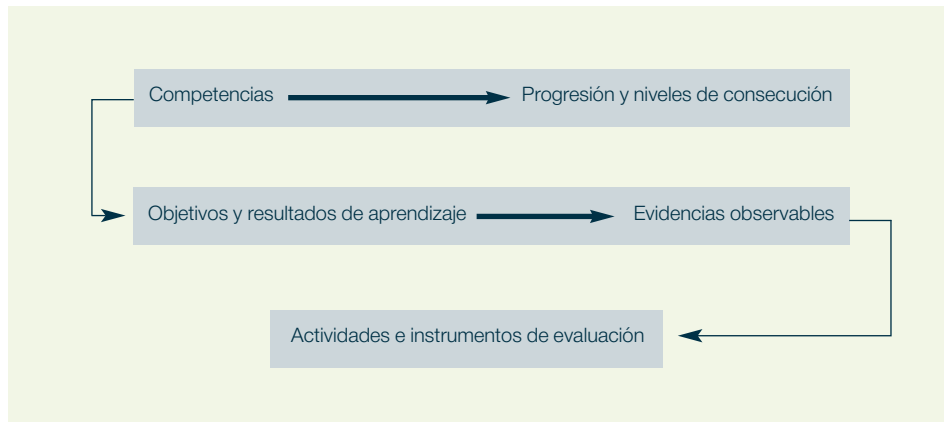 Competencias Progresión y niveles de consecución
Objetivos y resultados de aprendizaje Evidencias observables
Actividades e instrumentos de evaluación